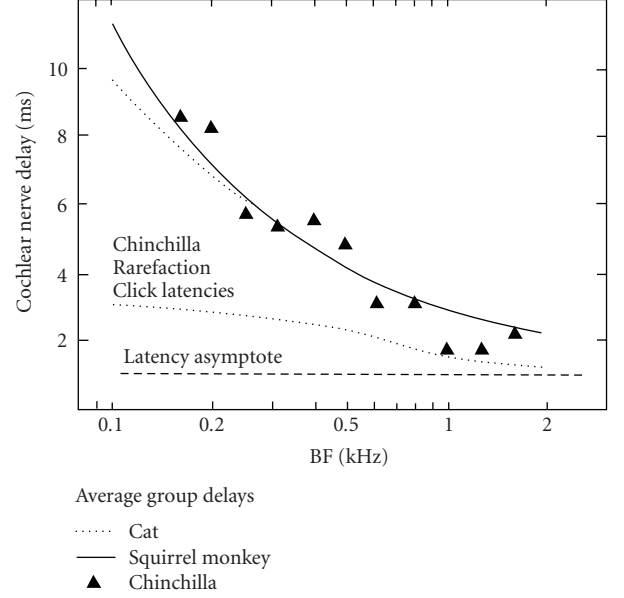 10
8
6
4
2
Cochlear nerve delay (ms)
Chinchilla
Rarefaction
Click latencies
Latency asymptote
0.1 0.2 0.5 1 2
BF (kHz)
Average group delays
Cat
Squirrel monkey
Chinchilla